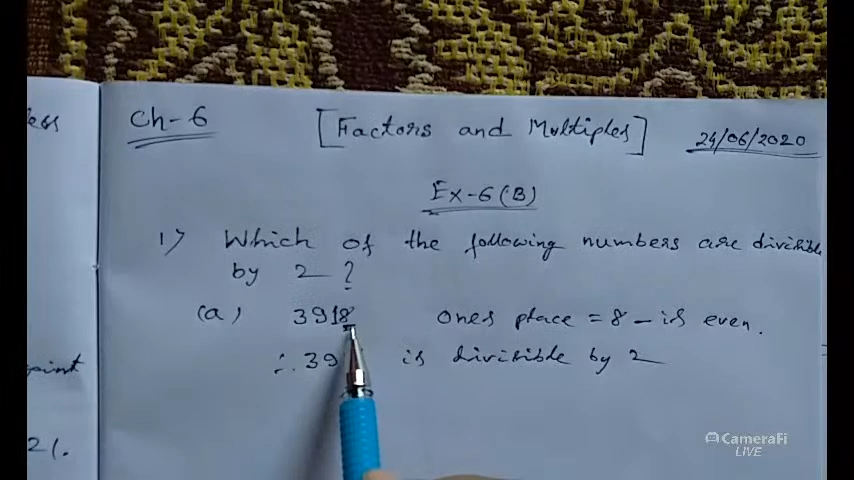 Ch-6 [Factors and Multiples] 24/06/2020
Ex-6(B)
1) Which of the following numbers are divisible
by 2 ?
(a) 3918 Ones place = 8 - is even.
∴ 39 is divisible by 2
21.
CameraFi
LIVE